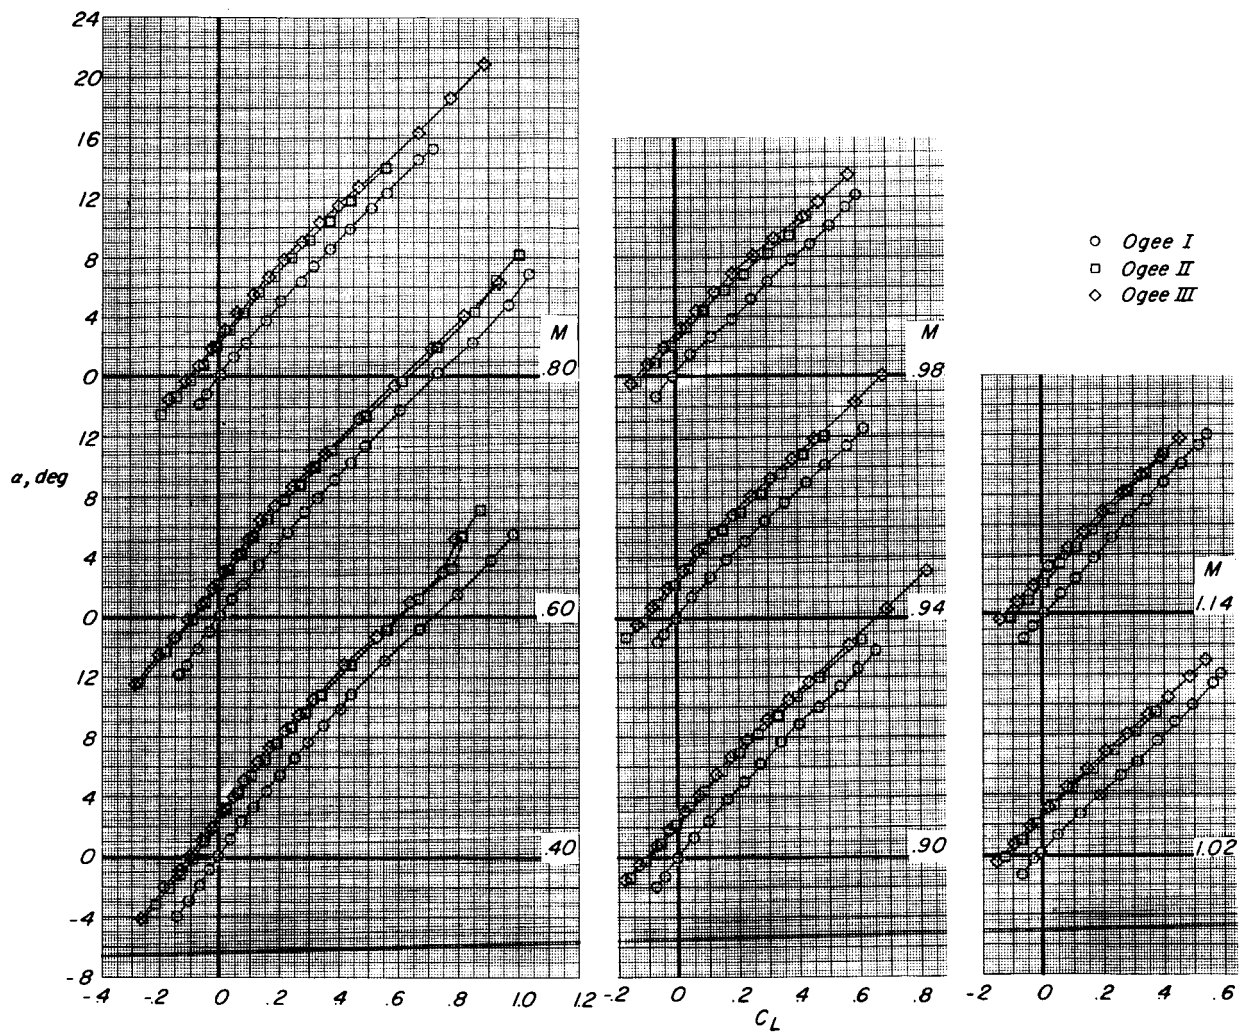 24
20
16
12
8
4
0
12
8
4
0
12
8
4
0
-4
-8
α, deg
M
.80
.60
.40
-.4 -.2 0 .2 .4 .6 .8 1.0 1.2
M
.98
.94
.90
-.2 0 .2 .4 .6 .8
C_L
○ Ogee I
□ Ogee II
◇ Ogee III
M
1.14
1.02
-.2 0 .2 .4 .6